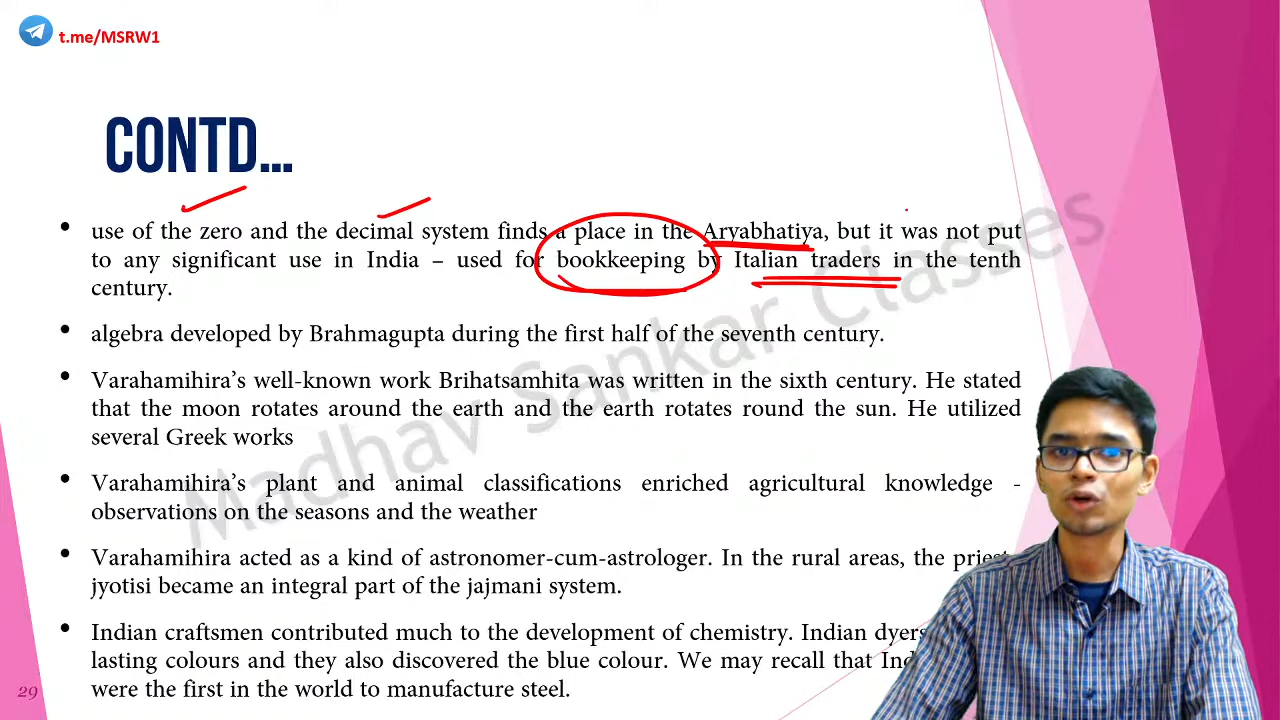 t.me/MSRW1
CONTD...
• use of the zero and the decimal system finds a place in the Aryabhatiya, but it was not put
to any significant use in India – used for bookkeeping by Italian traders in the tenth
century.
• algebra developed by Brahmagupta during the first half of the seventh century.
• Varahamihira’s well-known work Brihatsamhita was written in the sixth century. He stated
that the moon rotates around the earth and the earth rotates round the sun. He utilized
several Greek works
• Varahamihira’s plant and animal classifications enriched agricultural knowledge -
observations on the seasons and the weather
• Varahamihira acted as a kind of astronomer-cum-astrologer. In the rural areas, the
jyotisi became an integral part of the jajmani system.
• Indian craftsmen contributed much to the development of chemistry. Indian dyers
lasting colours and they also discovered the blue colour. We may recall that
were the first in the world to manufacture steel.
Madhav Sankar Classes
29